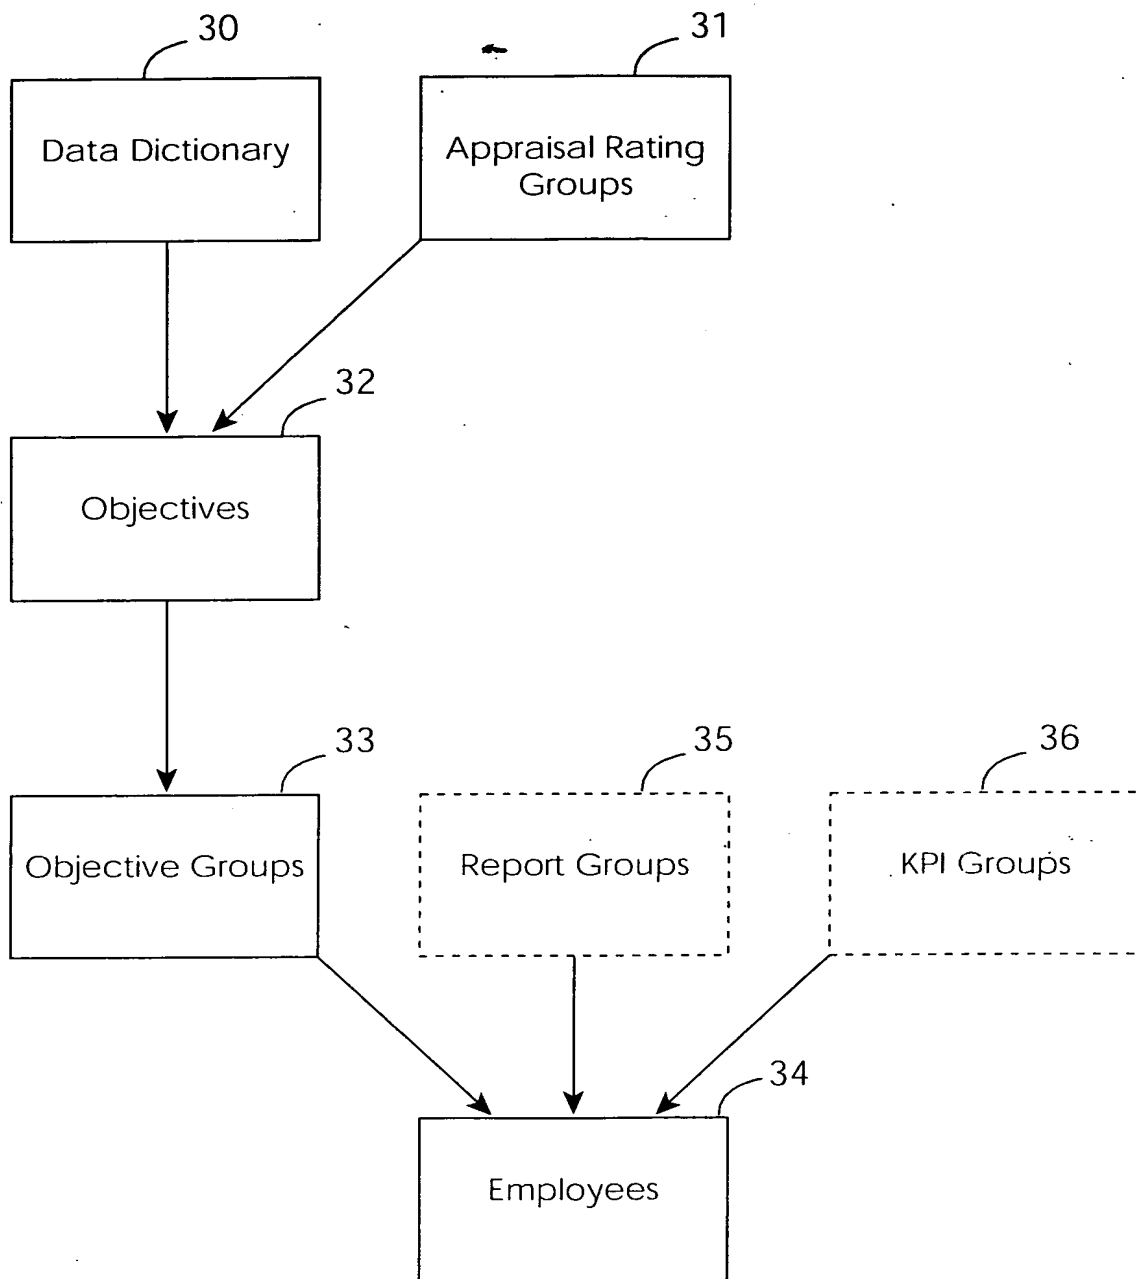 30
31
Data Dictionary
Appraisal Rating
Groups
32
Objectives
33
35
36
Objective Groups
Report Groups
KPI Groups
34
Employees